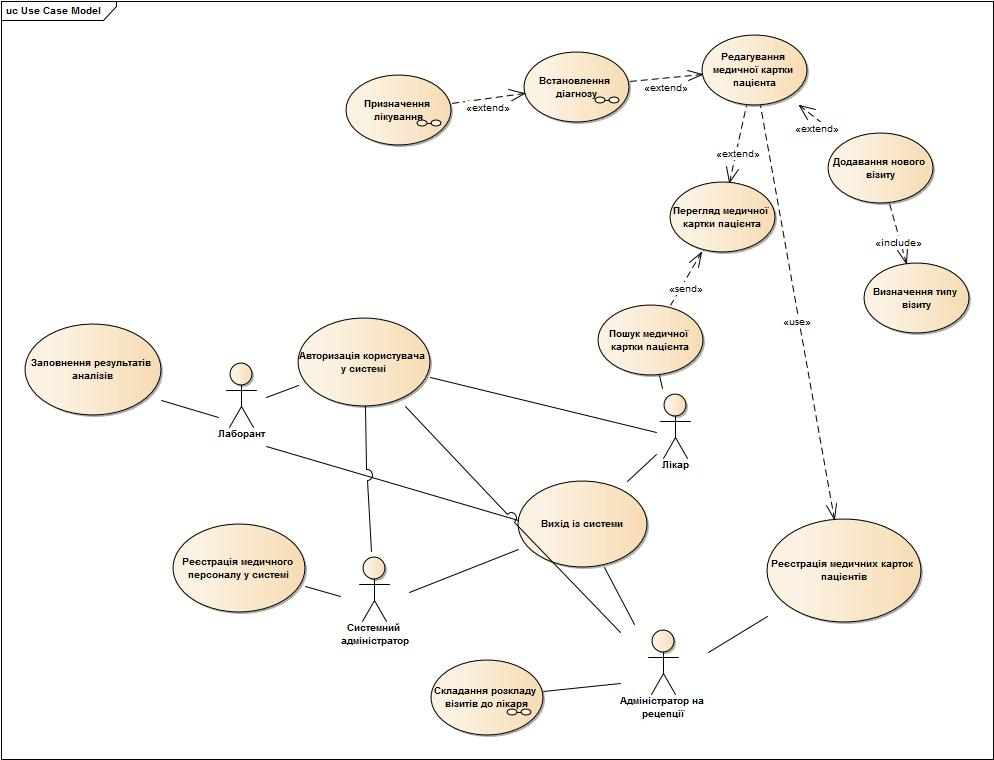 uc Use Case Model
Редагування
медичної картки
пацієнта
Встановлення
діагнозу
Призначення
лікування
«extend»
«extend»
«extend»
«extend»
Додавання нового
візиту
Перегляд медичної
картки пацієнта
«include»
Визначення типу
візиту
«send»
«use»
Пошук медичної
картки пацієнта
Заповнення результатів
аналізів
Авторизація користувача
у системі
Лаборант
Лікар
Вихід із системи
Реєстрація медичного
персоналу у системі
Реєстрація медичних карток
пацієнтів
Системний
адміністратор
Складання розкладу
візитів до лікаря
Адміністратор на
рецепції